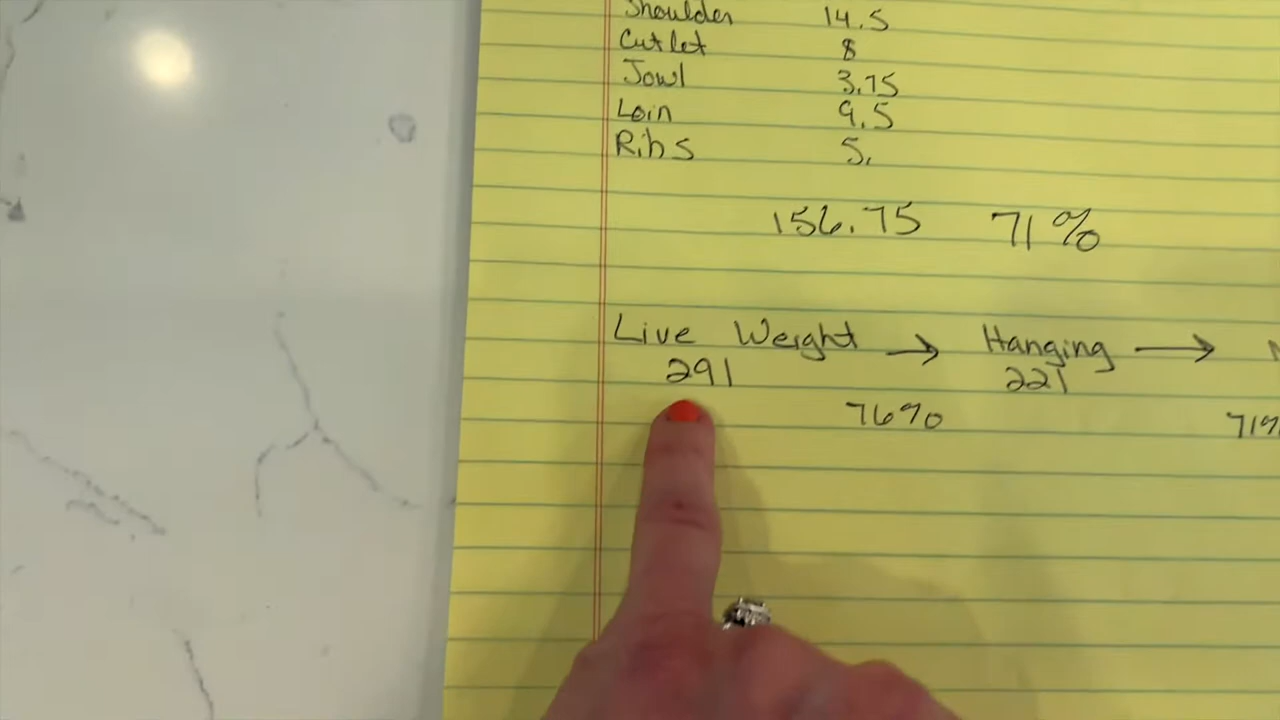 Shoulder 14.5
Cutlet 8
Jowl 3.75
Loin 9.5
Ribs 5.
156.75 71%
Live Weight → Hanging →
291 221
76% 71%